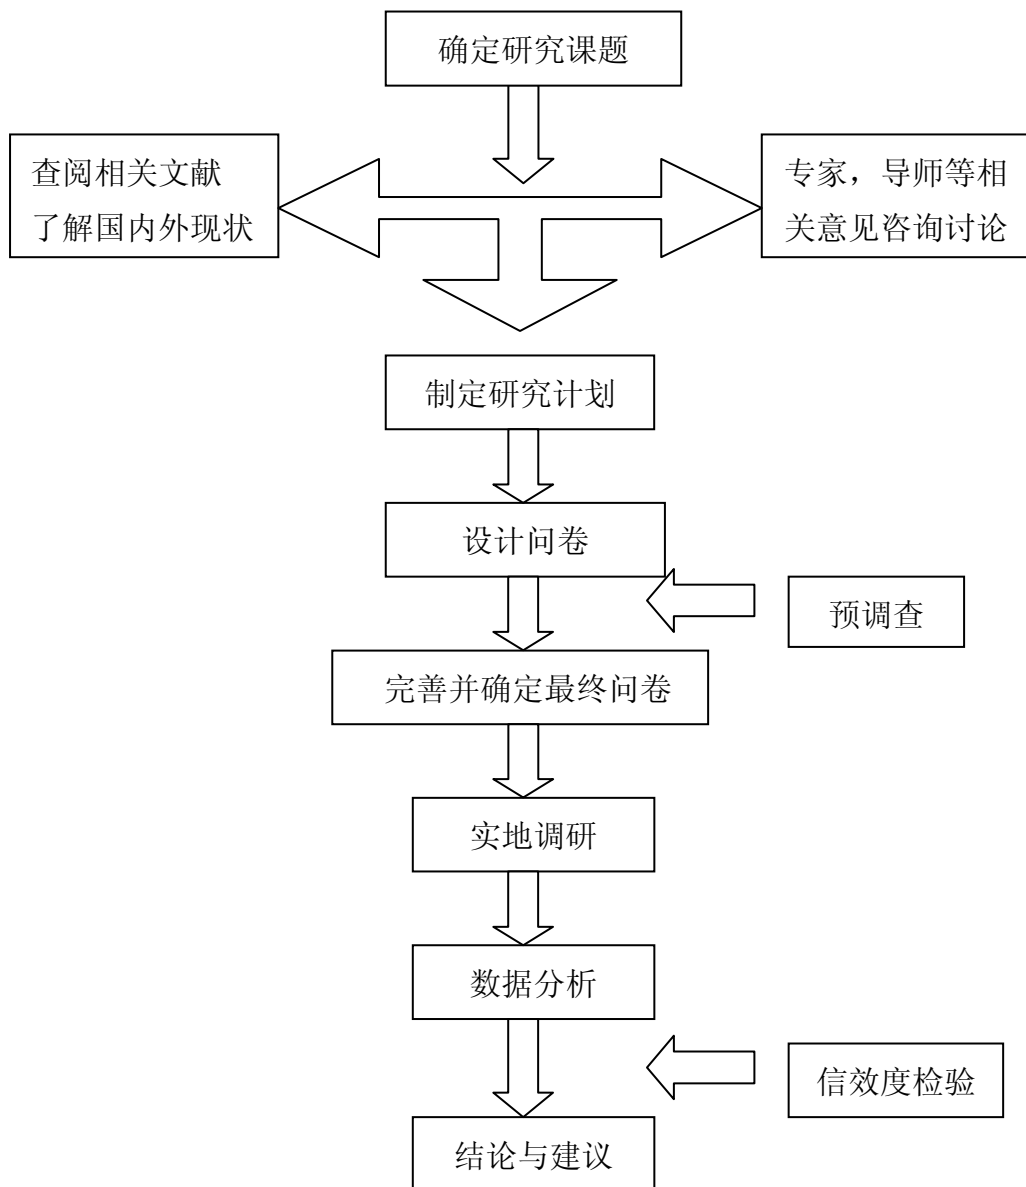 确定研究课题
查阅相关文献
了解国内外现状
专家，导师等相
关意见咨询讨论
制定研究计划
设计问卷
预调查
完善并确定最终问卷
实地调研
数据分析
信效度检验
结论与建议